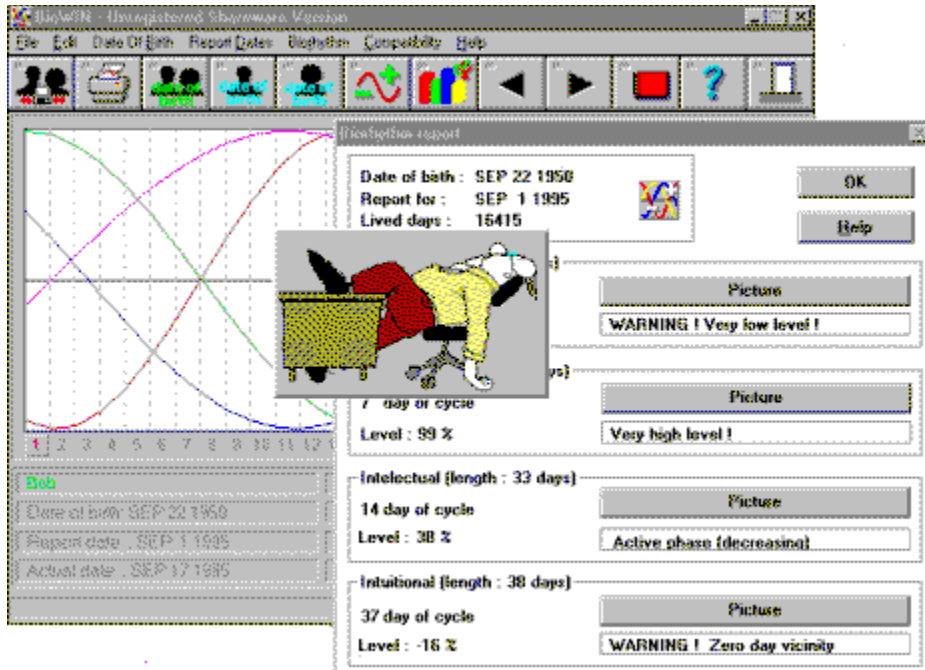 BioWIN - Unregistered Shareware Version
File Edit Date Of Birth Report Dates Biorhythm Compatibility Help
date of birth
date of birth
date of birth
Biorhythm report
Date of birth : SEP 22 1950
Report for : SEP 1 1995
Lived days : 16415
OK
Help
Picture
WARNING ! Very low level !
ys)
7 day of cycle
Level : 99 %
Picture
Very high level !
Intelectual (length : 33 days)
14 day of cycle
Level : 38 %
Picture
Active phase (decreasing)
Intuitional (length : 38 days)
37 day of cycle
Level : -16 %
Picture
WARNING ! Zero day vicinity
1 2 3 4 5 6 7 8 9 10 11 12 1
Bob
Date of birth: SEP 22 1950
Report date : SEP 1 1995
Actual date : SEP 17 1995